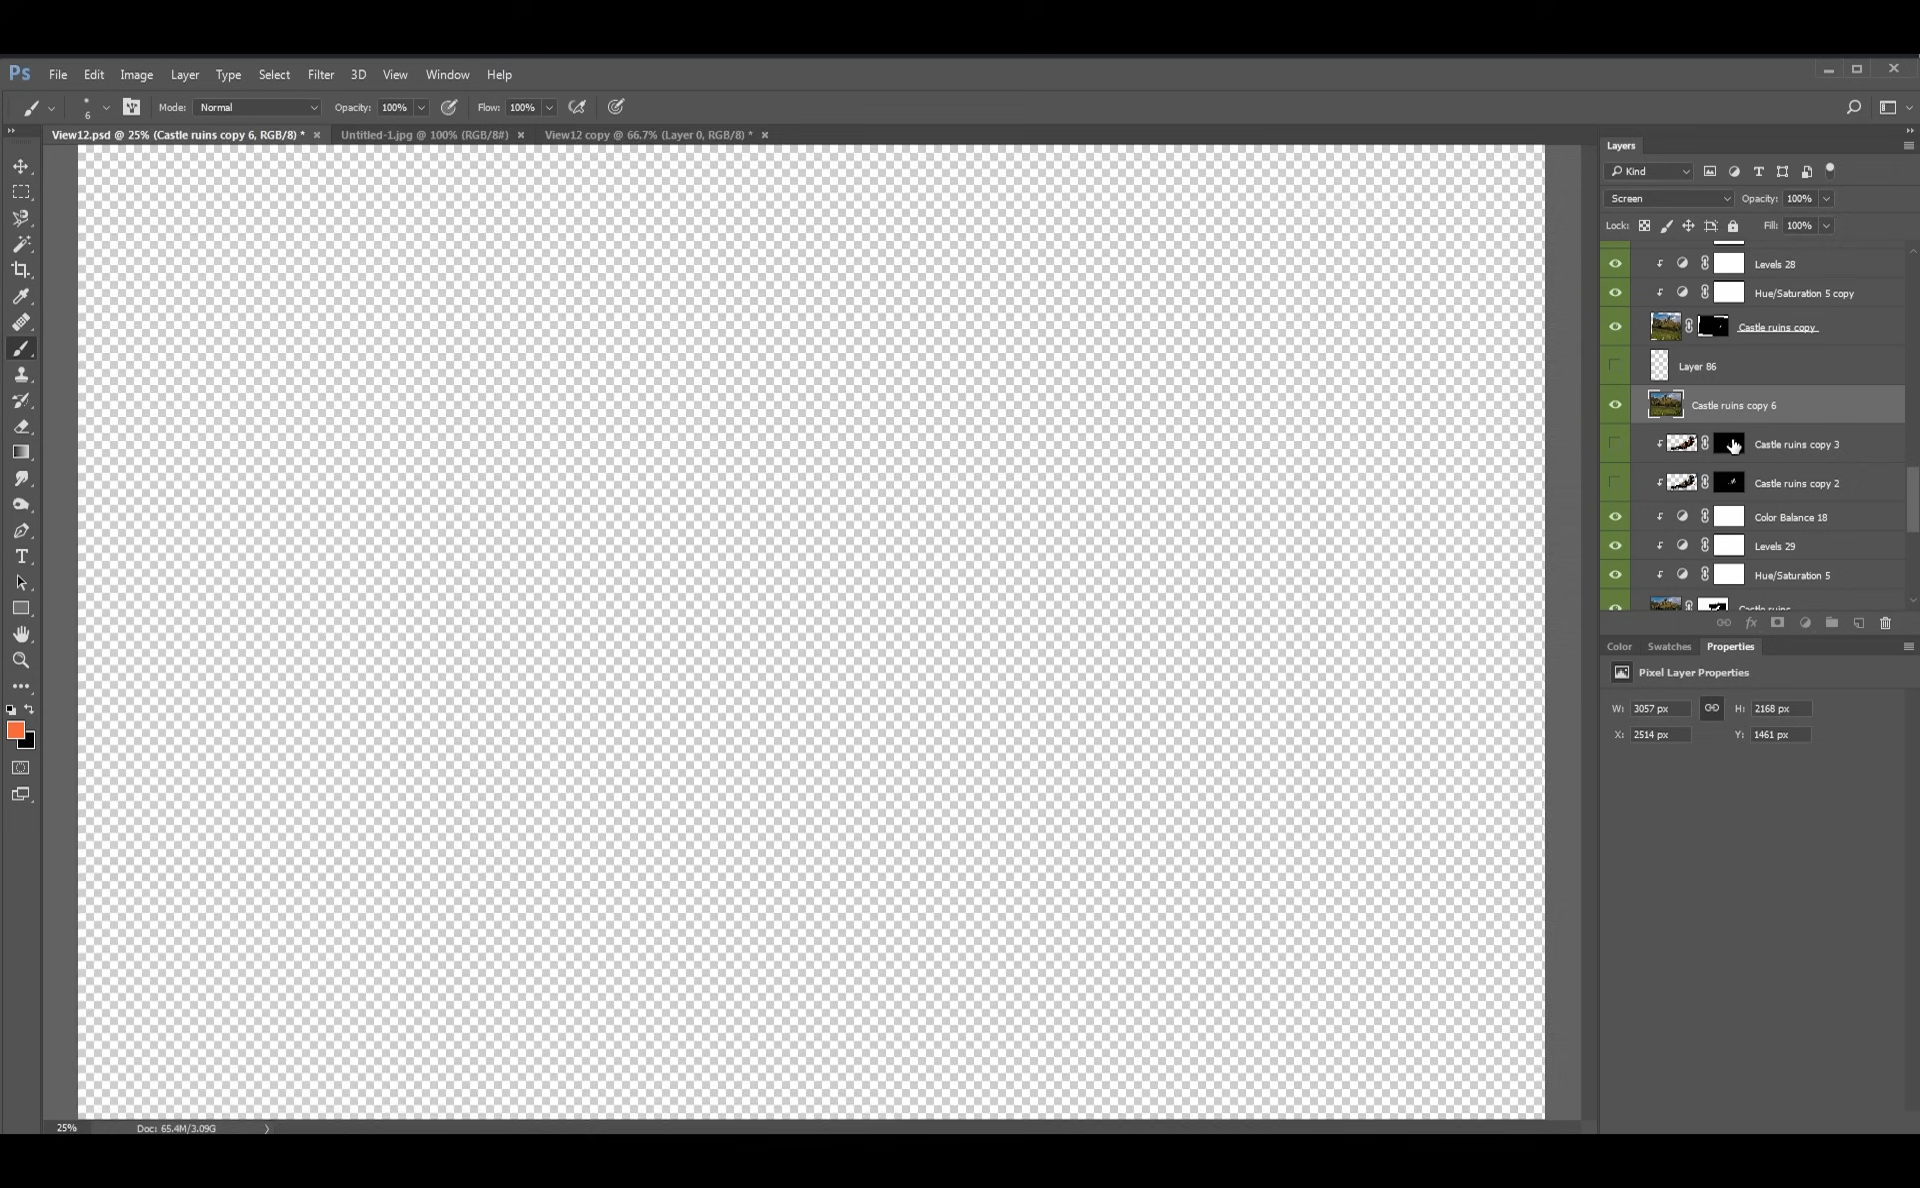 Ps File Edit Image Layer Type Select Filter 3D View Window Help
6 Mode: Normal Opacity: 100% Flow: 100%
View12.psd @ 25% (Castle ruins copy 6, RGB/8) * Untitled-1.jpg @ 100% (RGB/8#) View12 copy @ 66.7% (Layer 0, RGB/8) *
Layers
Kind
Screen Opacity: 100%
Lock: Fill: 100%
Levels 28
Hue/Saturation 5 copy
Castle ruins copy
Layer 86
Castle ruins copy 6
Castle ruins copy 3
Castle ruins copy 2
Color Balance 18
Levels 29
Hue/Saturation 5
Castle ruins
fx
Color Swatches Properties
Pixel Layer Properties
W: 3057 px H: 2168 px
X: 2514 px Y: 1461 px
25% Doc: 65.4M/3.09G